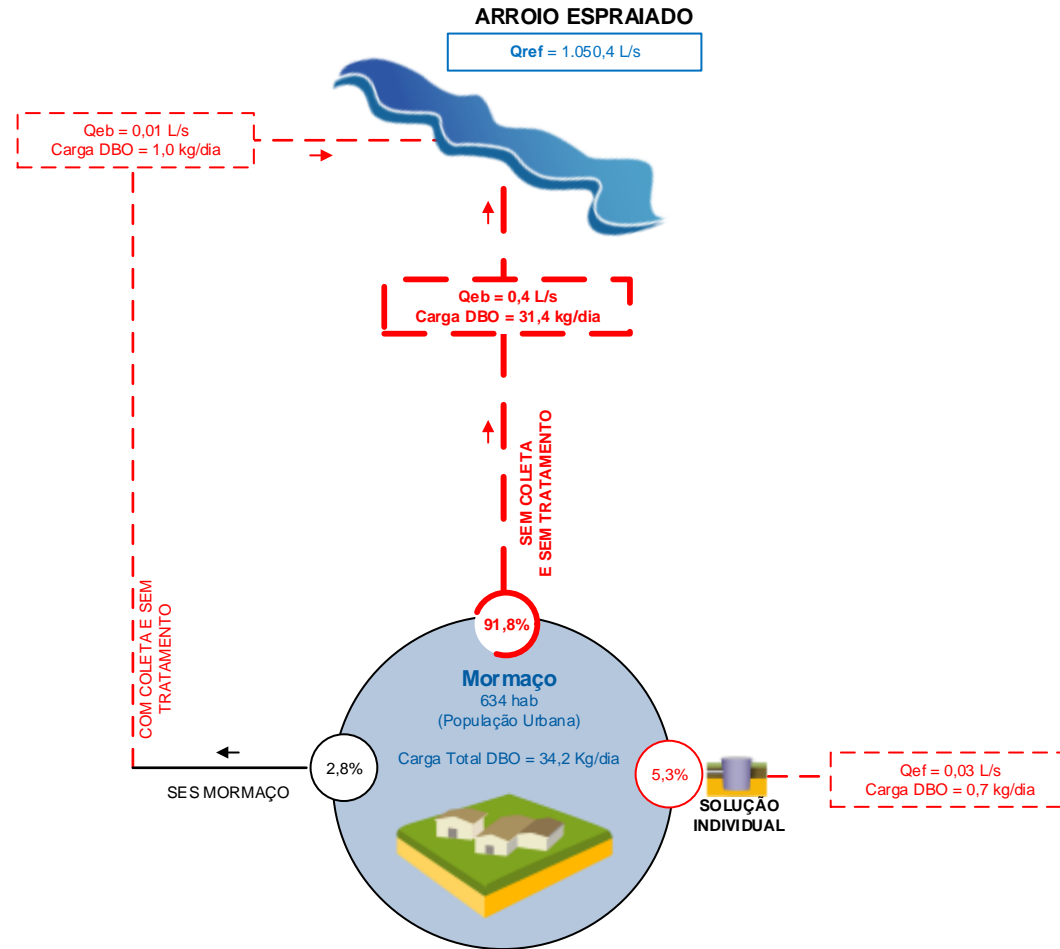 ARROIO ESPRAIADO
Qref = 1.050,4 L/s
Qeb = 0,01 L/s
Carga DBO = 1,0 kg/dia
Qeb = 0,4 L/s
Carga DBO = 31,4 kg/dia
SEM COLETA
E SEM TRATAMENTO
COM COLETA E SEM
TRATAMENTO
91,8%
Mormaço
634 hab
(População Urbana)
Carga Total DBO = 34,2 Kg/dia
2,8%
SES MORMAÇO
5,3%
SOLUÇÃO
INDIVIDUAL
Qef = 0,03 L/s
Carga DBO = 0,7 kg/dia